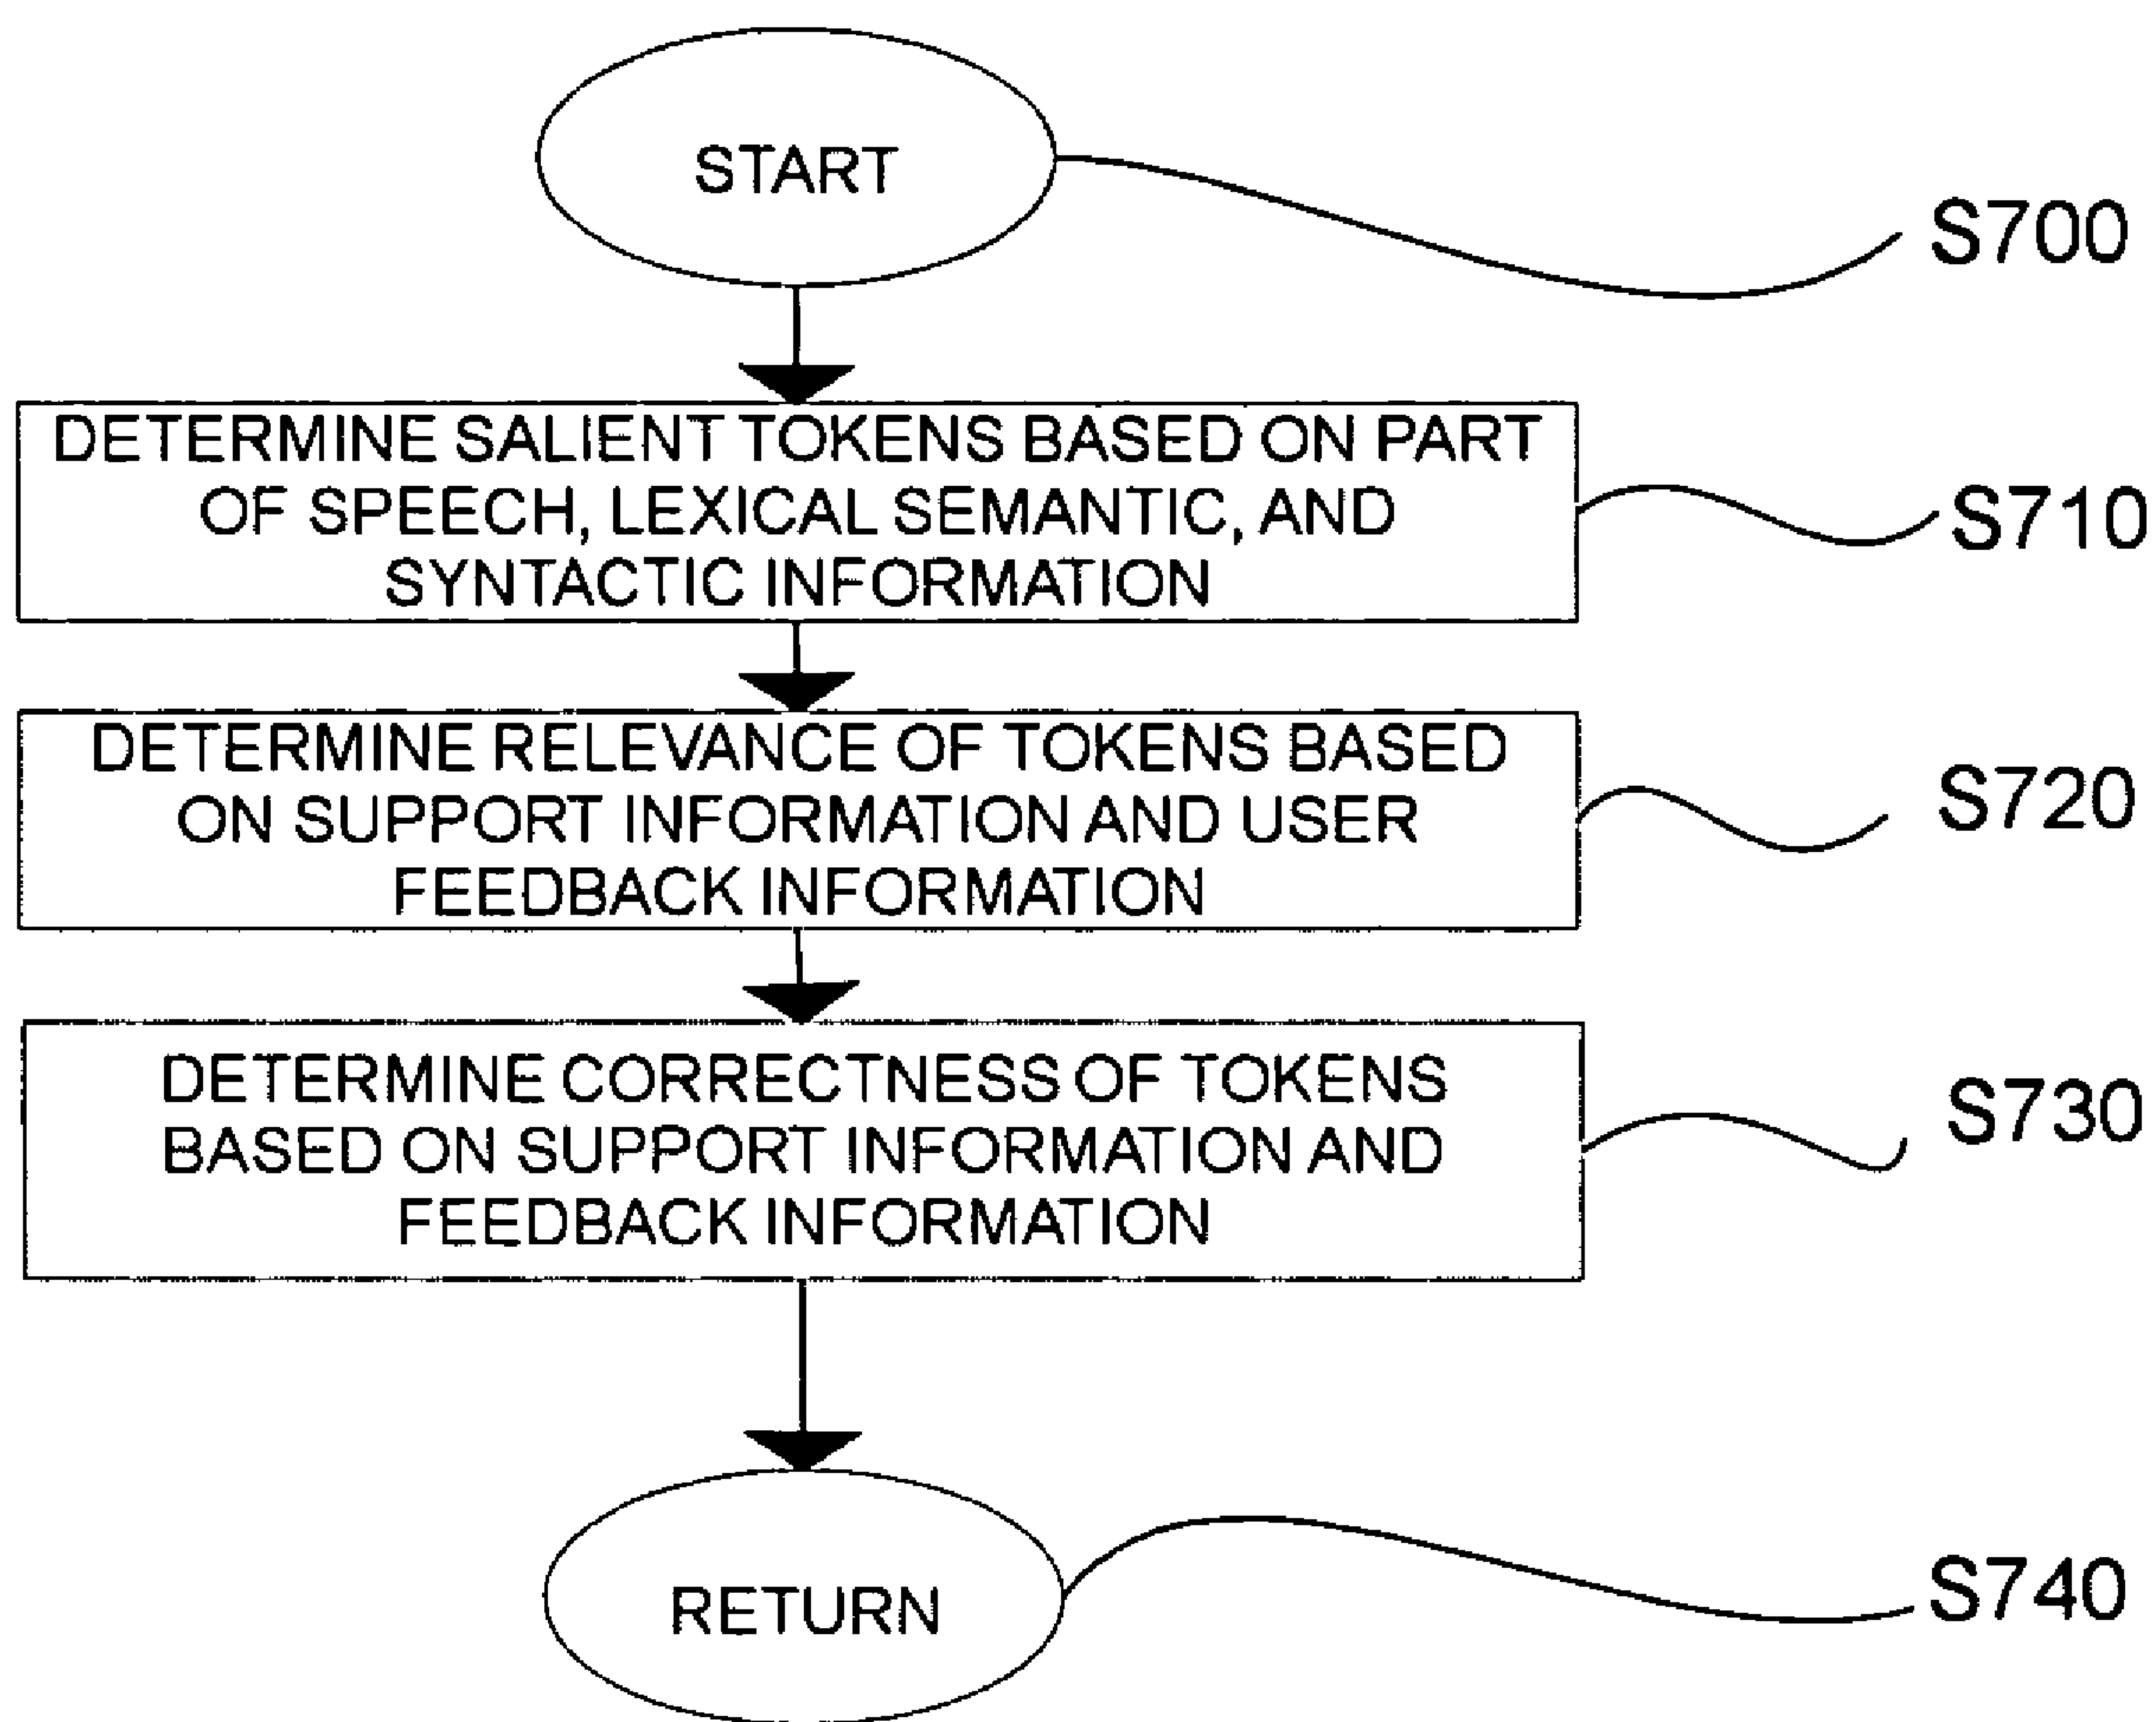 START
S700
DETERMINE SALIENT TOKENS BASED ON PART
OF SPEECH, LEXICAL SEMANTIC, AND
SYNTACTIC INFORMATION
S710
DETERMINE RELEVANCE OF TOKENS BASED
ON SUPPORT INFORMATION AND USER
FEEDBACK INFORMATION
S720
DETERMINE CORRECTNESS OF TOKENS
BASED ON SUPPORT INFORMATION AND
FEEDBACK INFORMATION
S730
RETURN
S740